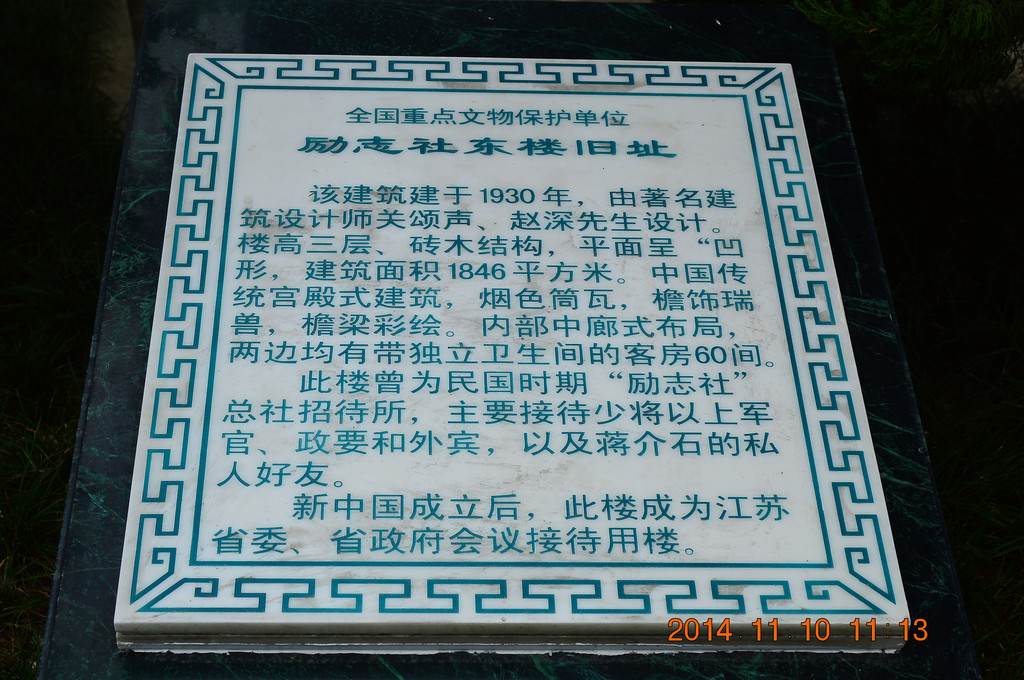 全国重点文物保护单位
励志社东楼旧址
该建筑建于1930年，由著名建
筑设计师关颂声、赵深先生设计。
楼高三层、砖木结构，平面呈“凹
形，建筑面积1846平方米。中国传
统宫殿式建筑，烟色筒瓦，檐饰瑞
兽，檐梁彩绘。内部中廊式布局，
两边均有带独立卫生间的客房60间。
此楼曾为民国时期“励志社”
总社招待所，主要接待少将以上军
官、政要和外宾，以及蒋介石的私
人好友。
新中国成立后，此楼成为江苏
省委、省政府会议接待用楼。
2014 11 10 11:13